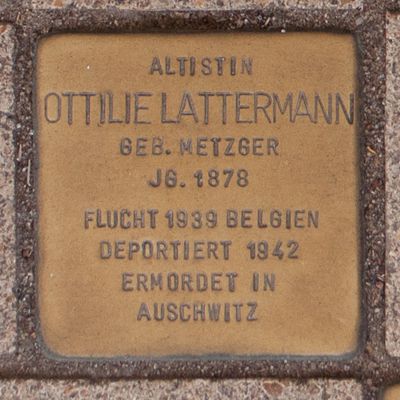 ALTISTIN
OTTILIE LATTERMANN
GEB. METZGER
JG. 1878
FLUCHT 1939 BELGIEN
DEPORTIERT 1942
ERMORDET IN
AUSCHWITZ